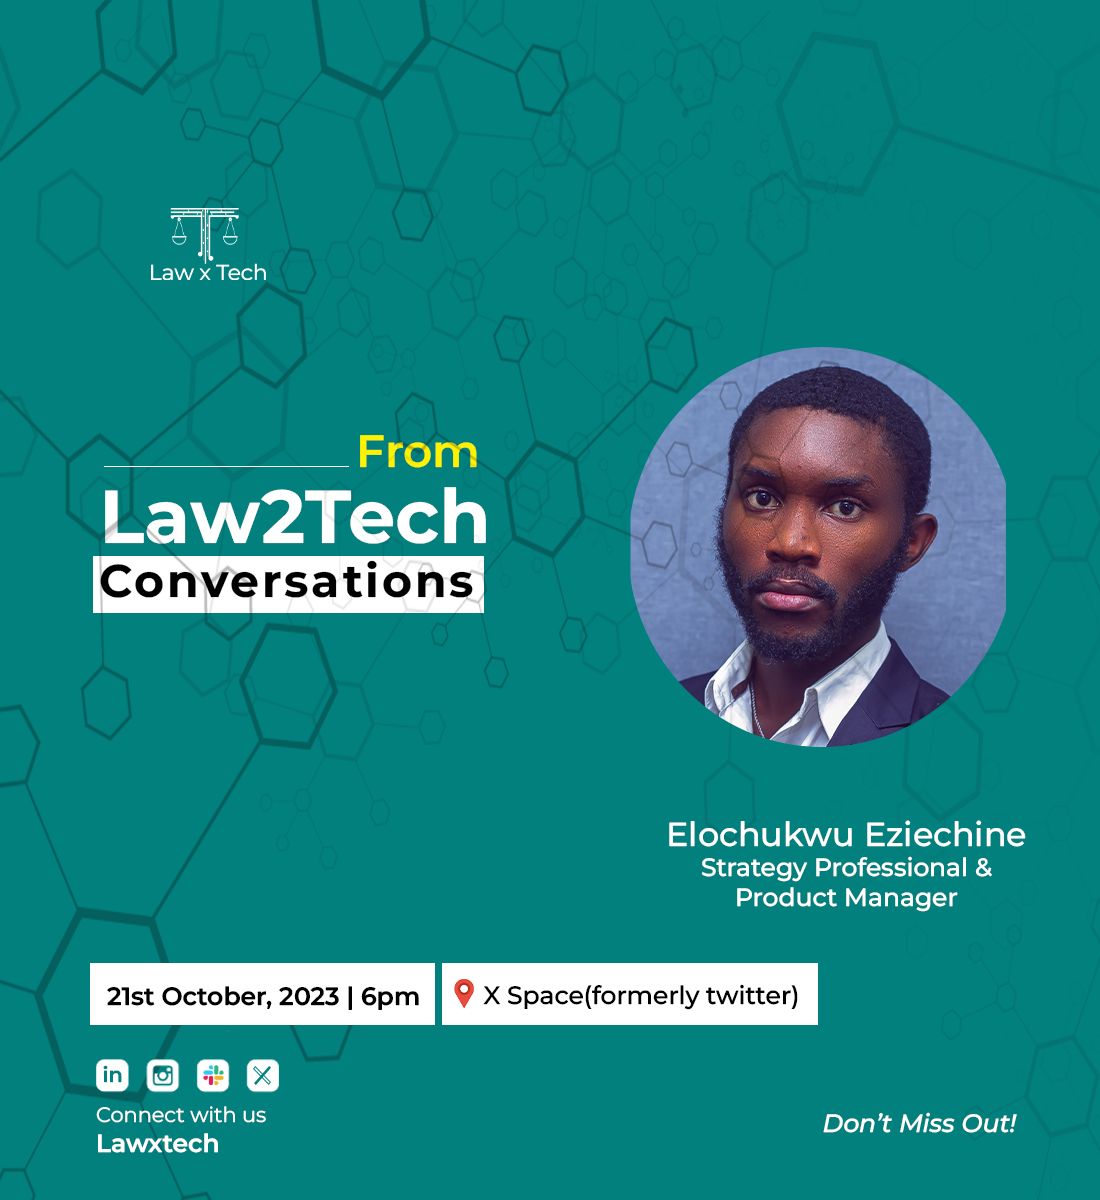 Law x Tech
From
Law2Tech
Conversations
Elochukwu Eziechine
Strategy Professional &
Product Manager
21st October, 2023 | 6pm
X Space(formerly twitter)
in
Connect with us
Lawxtech
Don’t Miss Out!